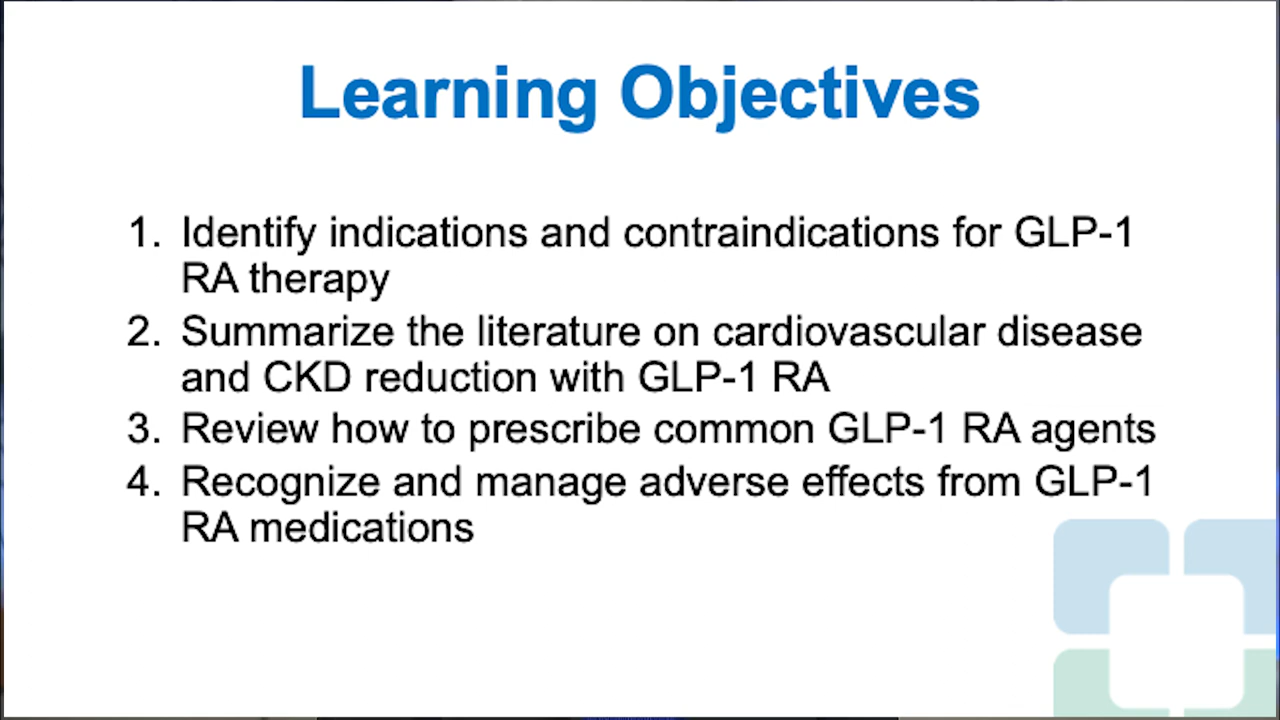 Learning Objectives
1. Identify indications and contraindications for GLP-1
RA therapy
2. Summarize the literature on cardiovascular disease
and CKD reduction with GLP-1 RA
3. Review how to prescribe common GLP-1 RA agents
4. Recognize and manage adverse effects from GLP-1
RA medications